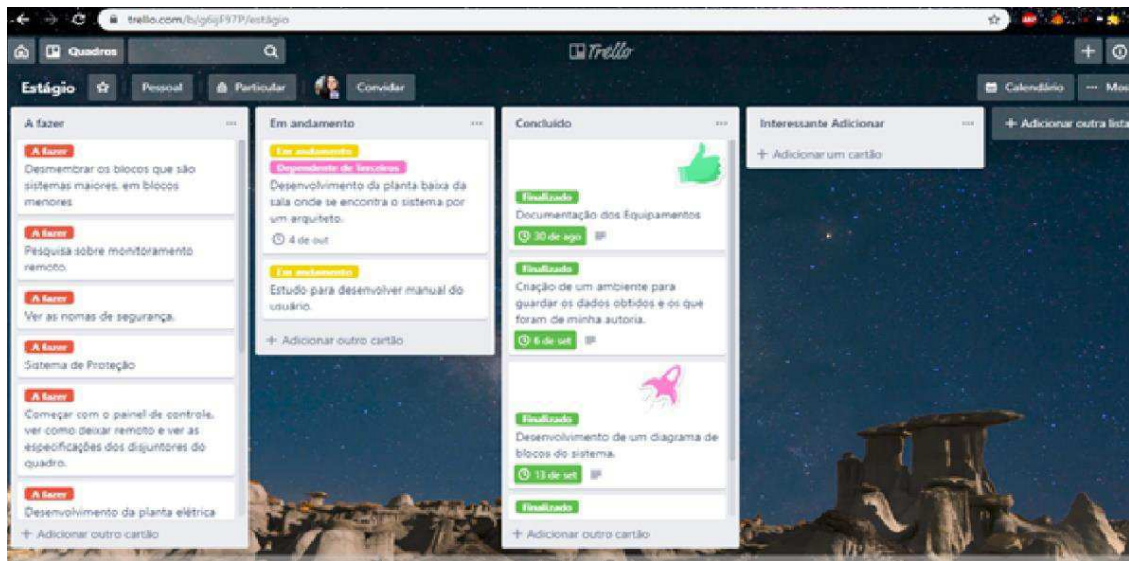 trello.com/b/g6ijF97P/estágio
Quadros
Trello
Estágio
Pessoal
Particular
Convidar
Calendário
··· Mos
A fazer
A fazer
Desmembrar os blocos que são
sistemas maiores, em blocos
menores
A fazer
Pesquisa sobre monitoramento
remoto.
A fazer
Ver as nomas de segurança.
A fazer
Sistema de Proteção
A fazer
Começar com o painel de controle,
ver como deixar remoto e ver as
especificações dos disjuntores do
quadro.
A fazer
Desenvolvimento da planta elétrica
+ Adicionar outro cartão
Em andamento
Em andamento
Dependente de Terceiros
Desenvolvimento da planta baixa da
sala onde se encontra o sistema por
um arquiteto.
4 de out
Em andamento
Estudo para desenvolver manual do
usuário.
+ Adicionar outro cartão
Concluído
Finalizado
Documentação dos Equipamentos
30 de ago
Finalizado
Criação de um ambiente para
guardar os dados obtidos e os que
foram de minha autoria.
6 de set
Finalizado
Desenvolvimento de um diagrama de
blocos do sistema.
13 de set
Finalizado
+ Adicionar outro cartão
Interessante Adicionar
+ Adicionar um cartão
+ Adicionar outra lista